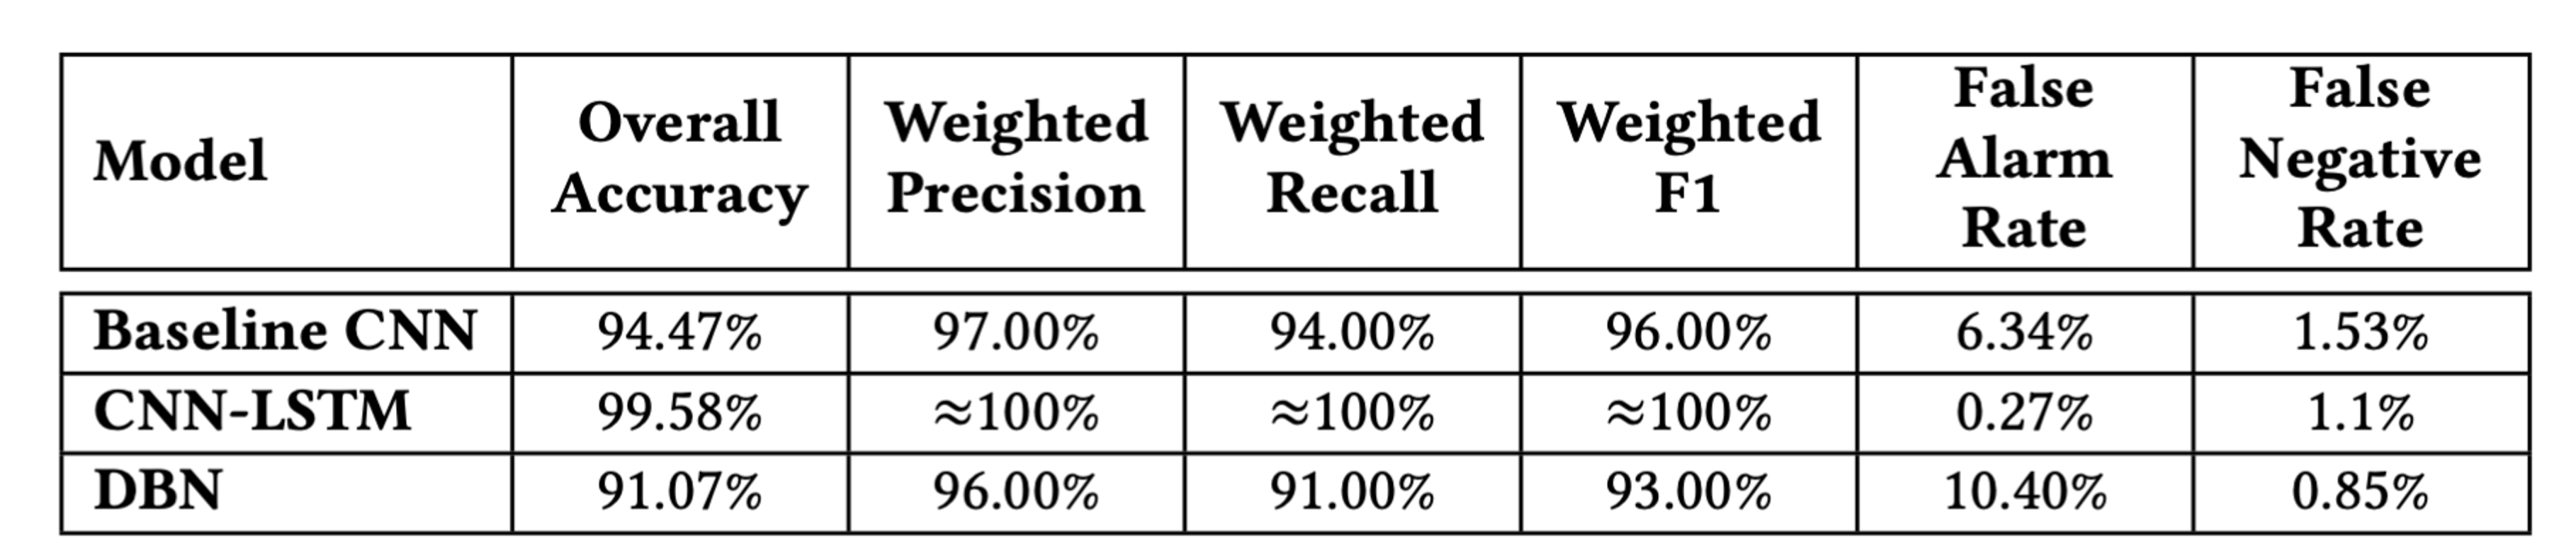 Model | Overall Accuracy | Weighted Precision | Weighted Recall | Weighted F1 | False Alarm Rate | False Negative Rate
Baseline CNN | 94.47% | 97.00% | 94.00% | 96.00% | 6.34% | 1.53%
CNN-LSTM | 99.58% | ≈100% | ≈100% | ≈100% | 0.27% | 1.1%
DBN | 91.07% | 96.00% | 91.00% | 93.00% | 10.40% | 0.85%